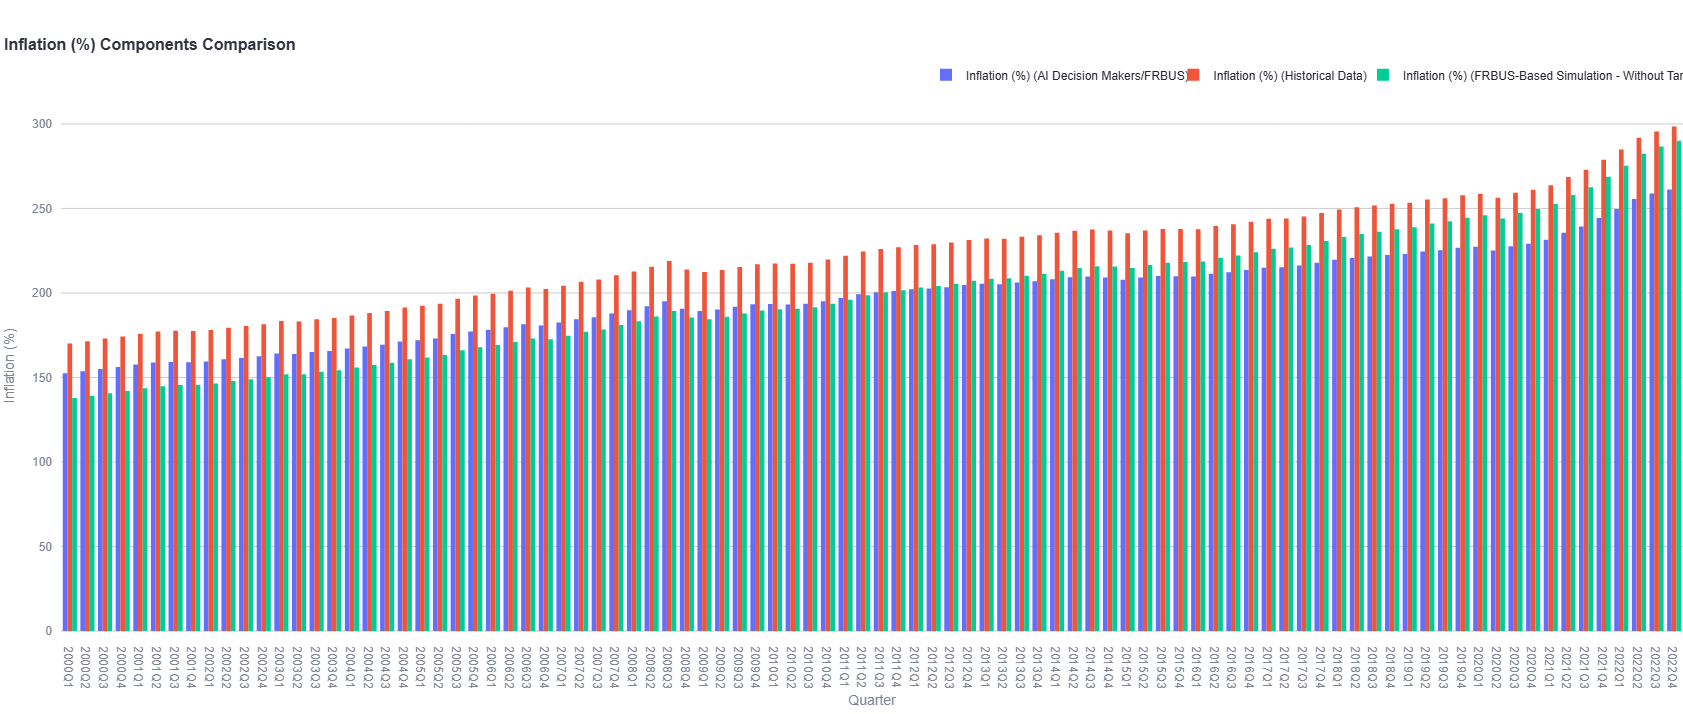 Inflation (%) Components Comparison
Inflation (%) (AI Decision Makers/FRBUS)
Inflation (%) (Historical Data)
Inflation (%) (FRBUS-Based Simulation - Without Tar
300
250
200
150
100
50
0
Inflation (%)
2000Q1
2000Q2
2000Q3
2000Q4
2001Q1
2001Q2
2001Q3
2001Q4
2002Q1
2002Q2
2002Q3
2002Q4
2003Q1
2003Q2
2003Q3
2003Q4
2004Q1
2004Q2
2004Q3
2004Q4
2005Q1
2005Q2
2005Q3
2005Q4
2006Q1
2006Q2
2006Q3
2006Q4
2007Q1
2007Q2
2007Q3
2007Q4
2008Q1
2008Q2
2008Q3
2008Q4
2009Q1
2009Q2
2009Q3
2009Q4
2010Q1
2010Q2
2010Q3
2010Q4
2011Q1
2011Q2
2011Q3
2011Q4
2012Q1
2012Q2
2012Q3
2012Q4
2013Q1
2013Q2
2013Q3
2013Q4
2014Q1
2014Q2
2014Q3
2014Q4
2015Q1
2015Q2
2015Q3
2015Q4
2016Q1
2016Q2
2016Q3
2016Q4
2017Q1
2017Q2
2017Q3
2017Q4
2018Q1
2018Q2
2018Q3
2018Q4
2019Q1
2019Q2
2019Q3
2019Q4
2020Q1
2020Q2
2020Q3
2020Q4
2021Q1
2021Q2
2021Q3
2021Q4
2022Q1
2022Q2
2022Q3
2022Q4
Quarter